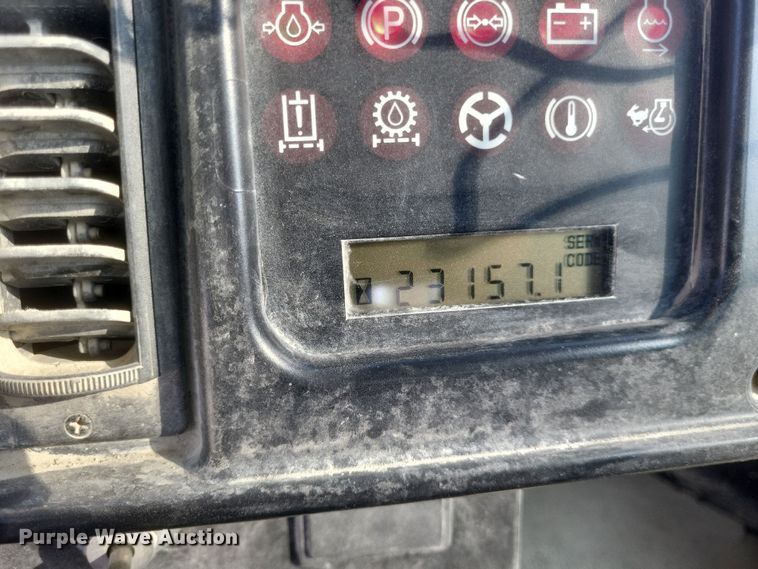 P
SERV
CODE
23157.1
Purple Wave Auction